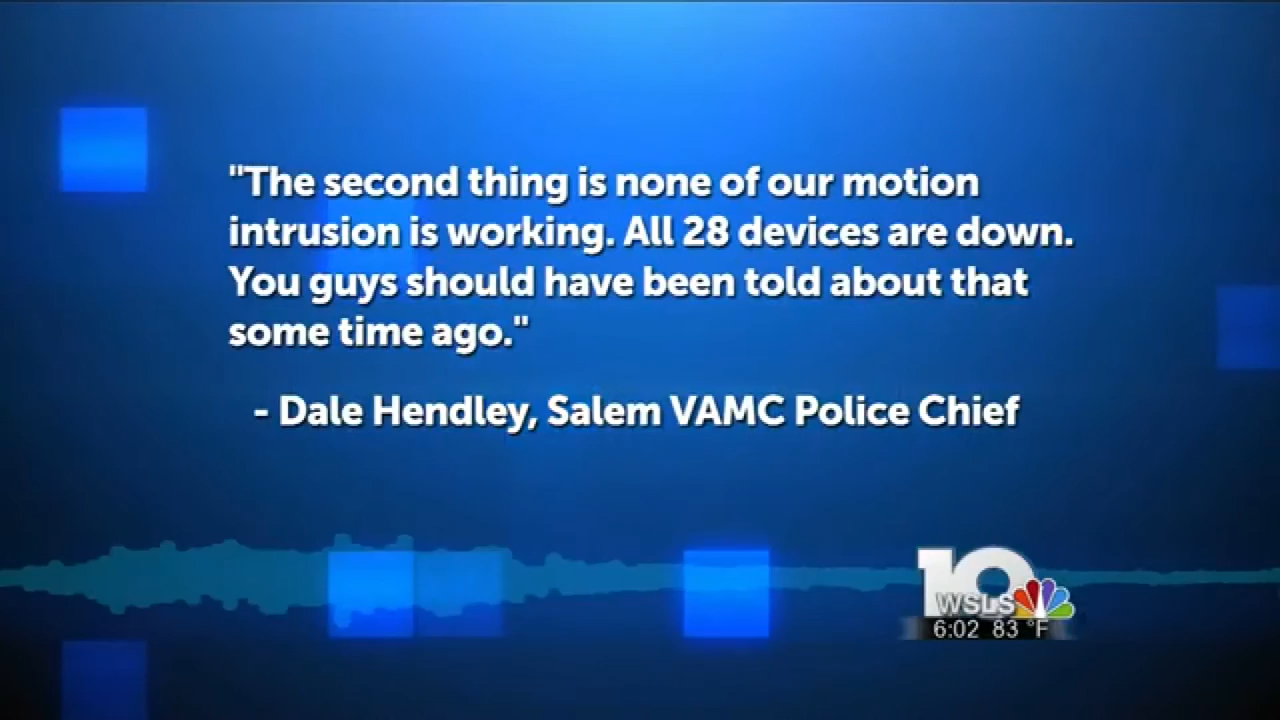 "The second thing is none of our motion
intrusion is working. All 28 devices are down.
You guys should have been told about that
some time ago."
- Dale Hendley, Salem VAMC Police Chief
10
WSLS
6:02 83 °F